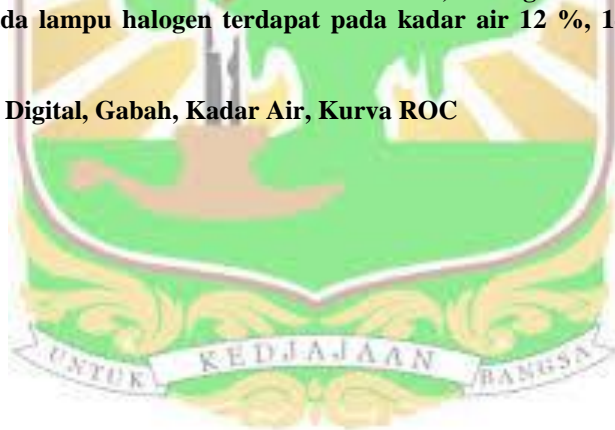 da lampu halogen terdapat pada kadar air 12 %, 1
Digital, Gabah, Kadar Air, Kurva ROC
UNTUK KEDJAJAAN BANGSA